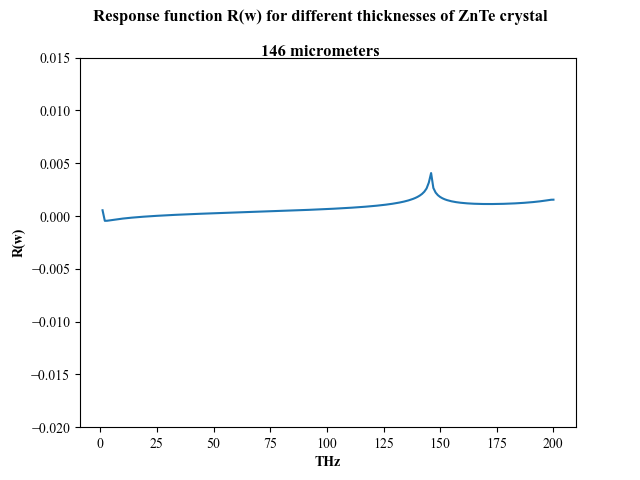 Response function R(w) for different thicknesses of ZnTe crystal
146 micrometers
0.015
0.010
0.005
0.000
−0.005
−0.010
−0.015
−0.020
R(w)
0 25 50 75 100 125 150 175 200
THz